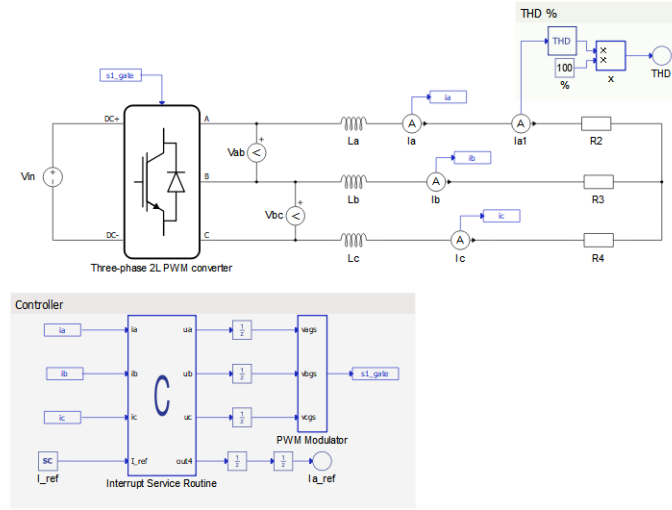 THD %
THD
100
%
x
x
x
THD
s1_gate
DC+
A
La
ia
Ia
Ia1
R2
Vin
Vab
V
B
Lb
ib
Ib
R3
Vbc
V
DC-
C
Lc
ic
Ic
R4
A
A
A
A
Three-phase 2L PWM converter
Controller
ia
ia
ua
1
z
vags
ib
ib
ub
1
z
vbgs
s1_gate
C
ic
ic
uc
1
z
vcgs
PWM Modulator
SC
I_ref
out4
1
z
1
z
I_ref
Interrupt Service Routine
Ia_ref